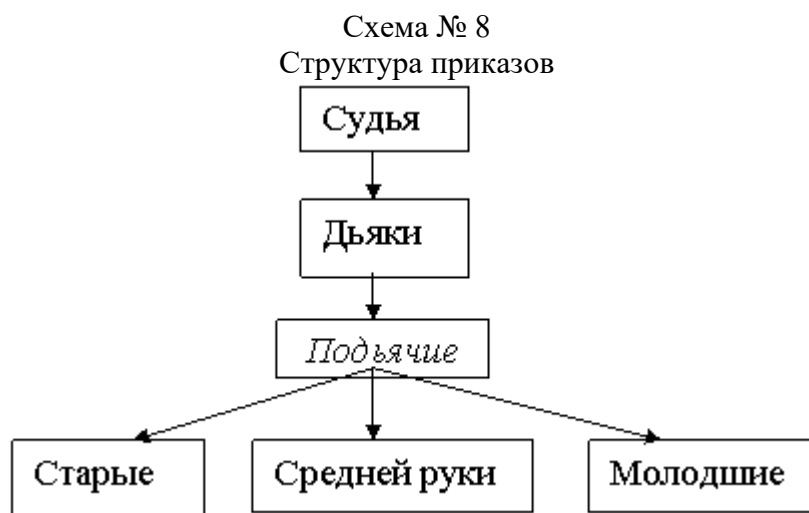 Схема № 8
Структура приказов
Судья
Дьяки
Подьячие
Старые
Средней руки
Молодшие